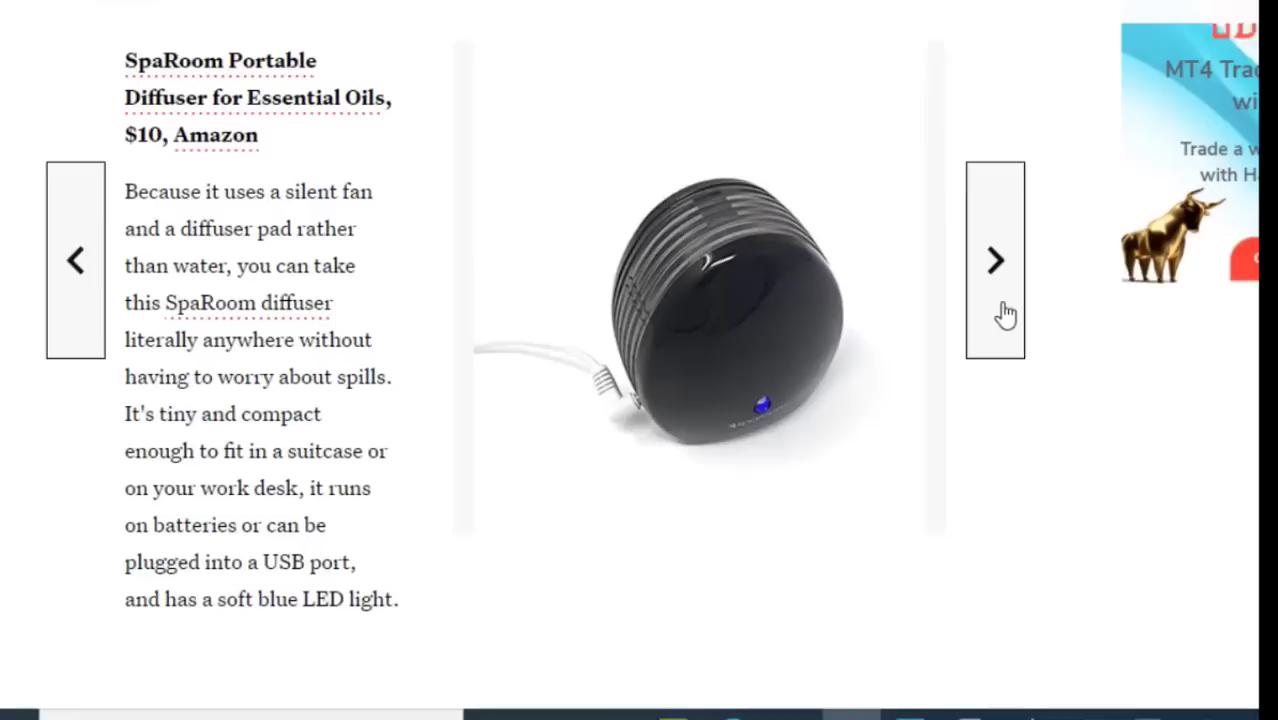 SpaRoom Portable
Diffuser for Essential Oils,
$10, Amazon
Because it uses a silent fan
and a diffuser pad rather
than water, you can take
this SpaRoom diffuser
literally anywhere without
having to worry about spills.
It's tiny and compact
enough to fit in a suitcase or
on your work desk, it runs
on batteries or can be
plugged into a USB port,
and has a soft blue LED light.
MT4
Trade a
with